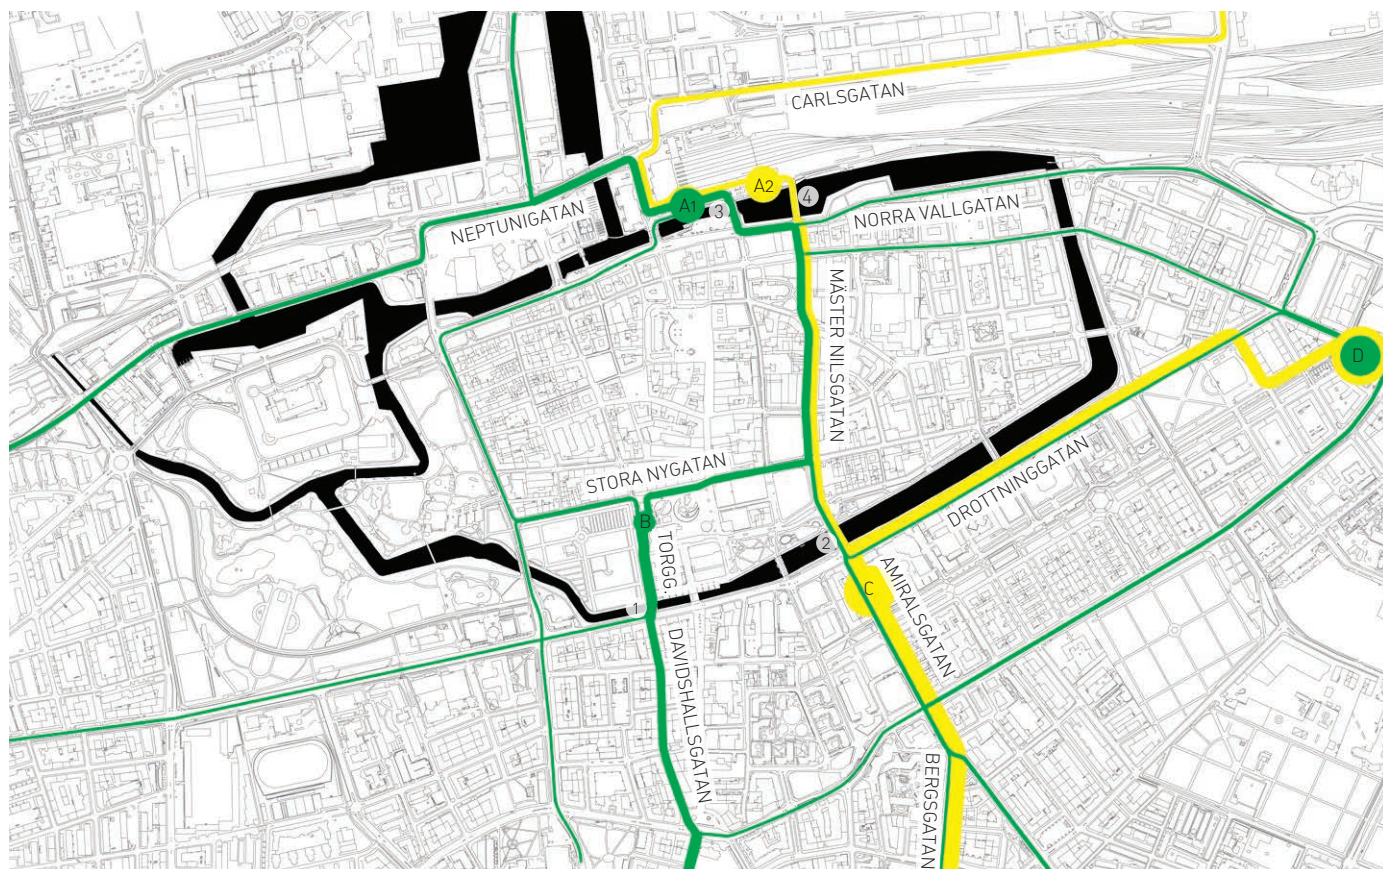 CARLSGATAN
A2
A1
4
3
NEPTUNIGATAN
NORRA VALLGATAN
MÄSTER NILSGATAN
D
STORA NYGATAN
DROTTNINGGATAN
B
TORGG.
2
AMIRALSGATAN
C
1
DAVIDSHALLSGATAN
BERGSGATAN